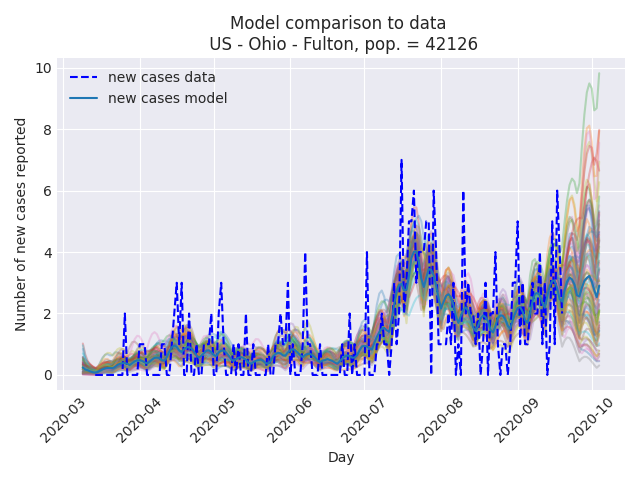 Model comparison to data
US - Ohio - Fulton, pop. = 42126
new cases data
new cases model
Number of new cases reported
10
8
6
4
2
0
2020-03
2020-04
2020-05
2020-06
2020-07
2020-08
2020-09
2020-10
Day